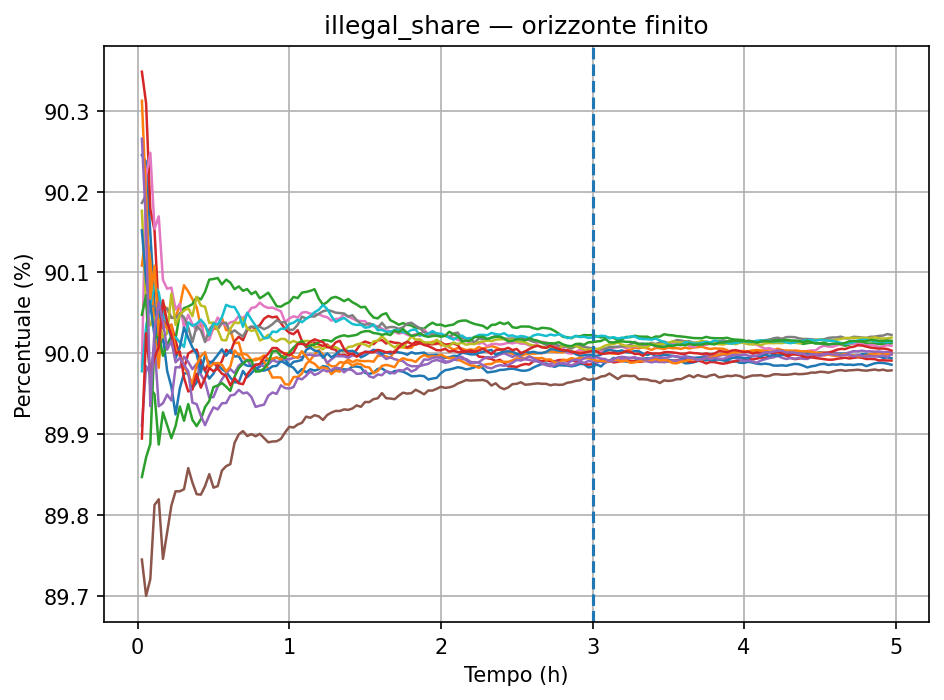 illegal_share — orizzonte finito
90.3
90.2
90.1
90.0
89.9
89.8
89.7
Percentuale (%)
0 1 2 3 4 5
Tempo (h)